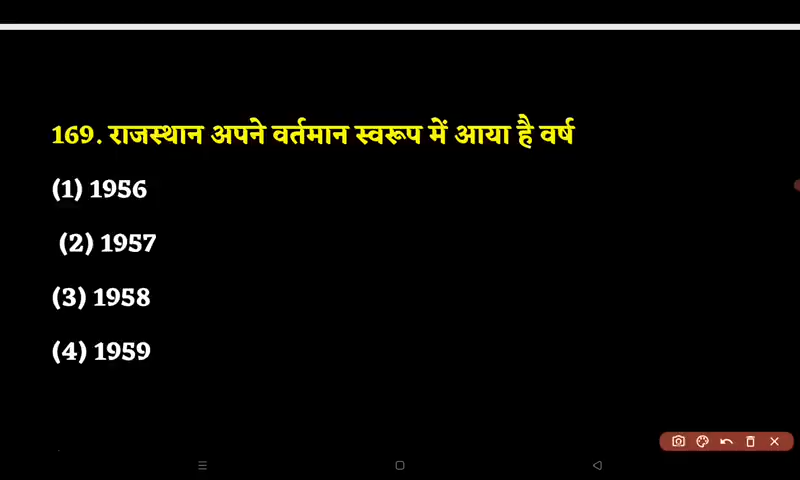 169. राजस्थान अपने वर्तमान स्वरूप में आया है वर्ष
(1) 1956
(2) 1957
(3) 1958
(4) 1959